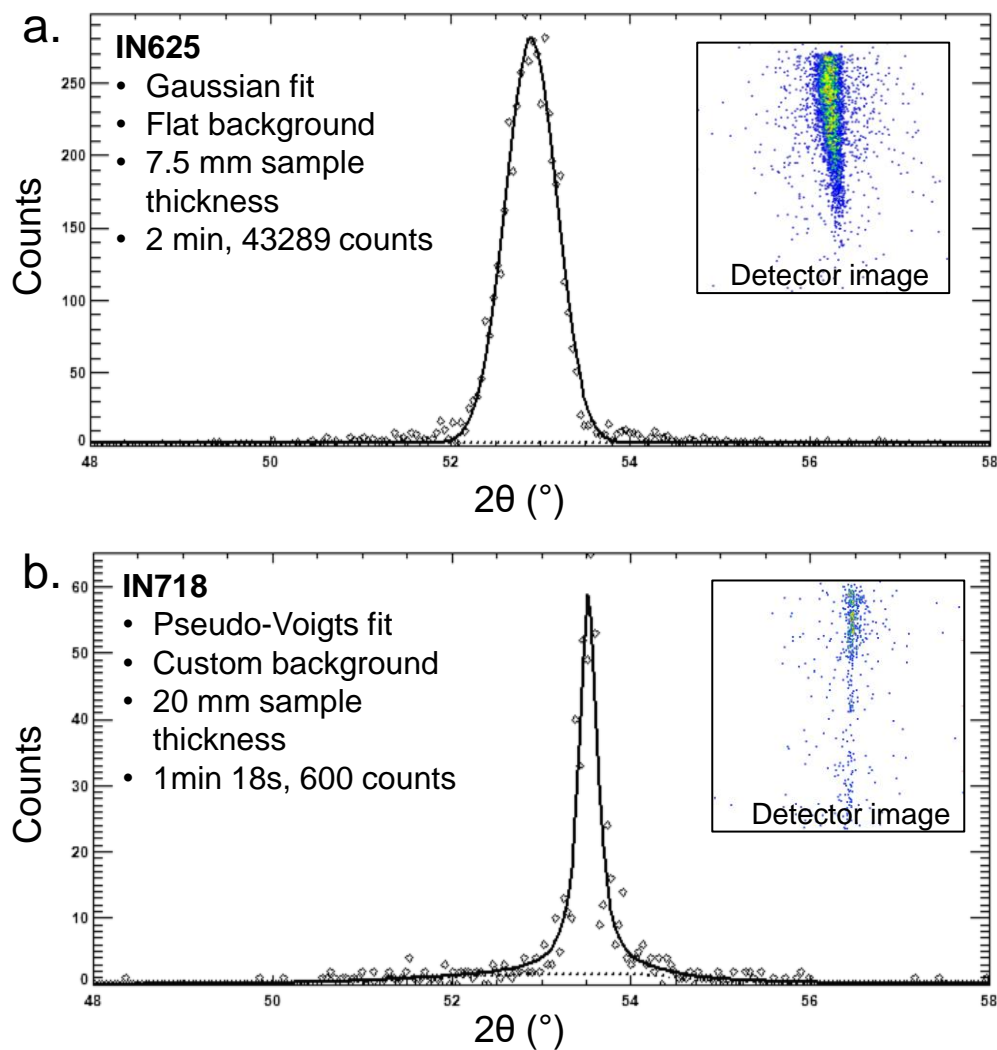 a.
IN625
• Gaussian fit
• Flat background
• 7.5 mm sample
thickness
• 2 min, 43289 counts
Detector image
Counts
250
200
150
100
50
0
48 50 52 54 56 58
2θ (°)
b.
IN718
• Pseudo-Voigts fit
• Custom background
• 20 mm sample
thickness
• 1min 18s, 600 counts
Detector image
Counts
60
50
40
30
20
10
0
48 50 52 54 56 58
2θ (°)